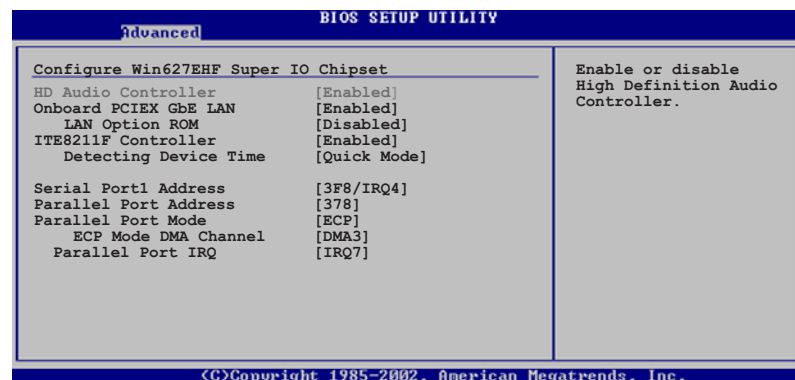 BIOS SETUP UTILITY
Advanced
Configure Win627EHF Super IO Chipset
HD Audio Controller [Enabled]
Onboard PCIEX GbE LAN [Enabled]
LAN Option ROM [Disabled]
ITE8211F Controller [Enabled]
Detecting Device Time [Quick Mode]
Serial Port1 Address [3F8/IRQ4]
Parallel Port Address [378]
Parallel Port Mode [ECP]
ECP Mode DMA Channel [DMA3]
Parallel Port IRQ [IRQ7]
Enable or disable
High Definition Audio
Controller.
(C)Copyright 1985-2002, American Megatrends, Inc.